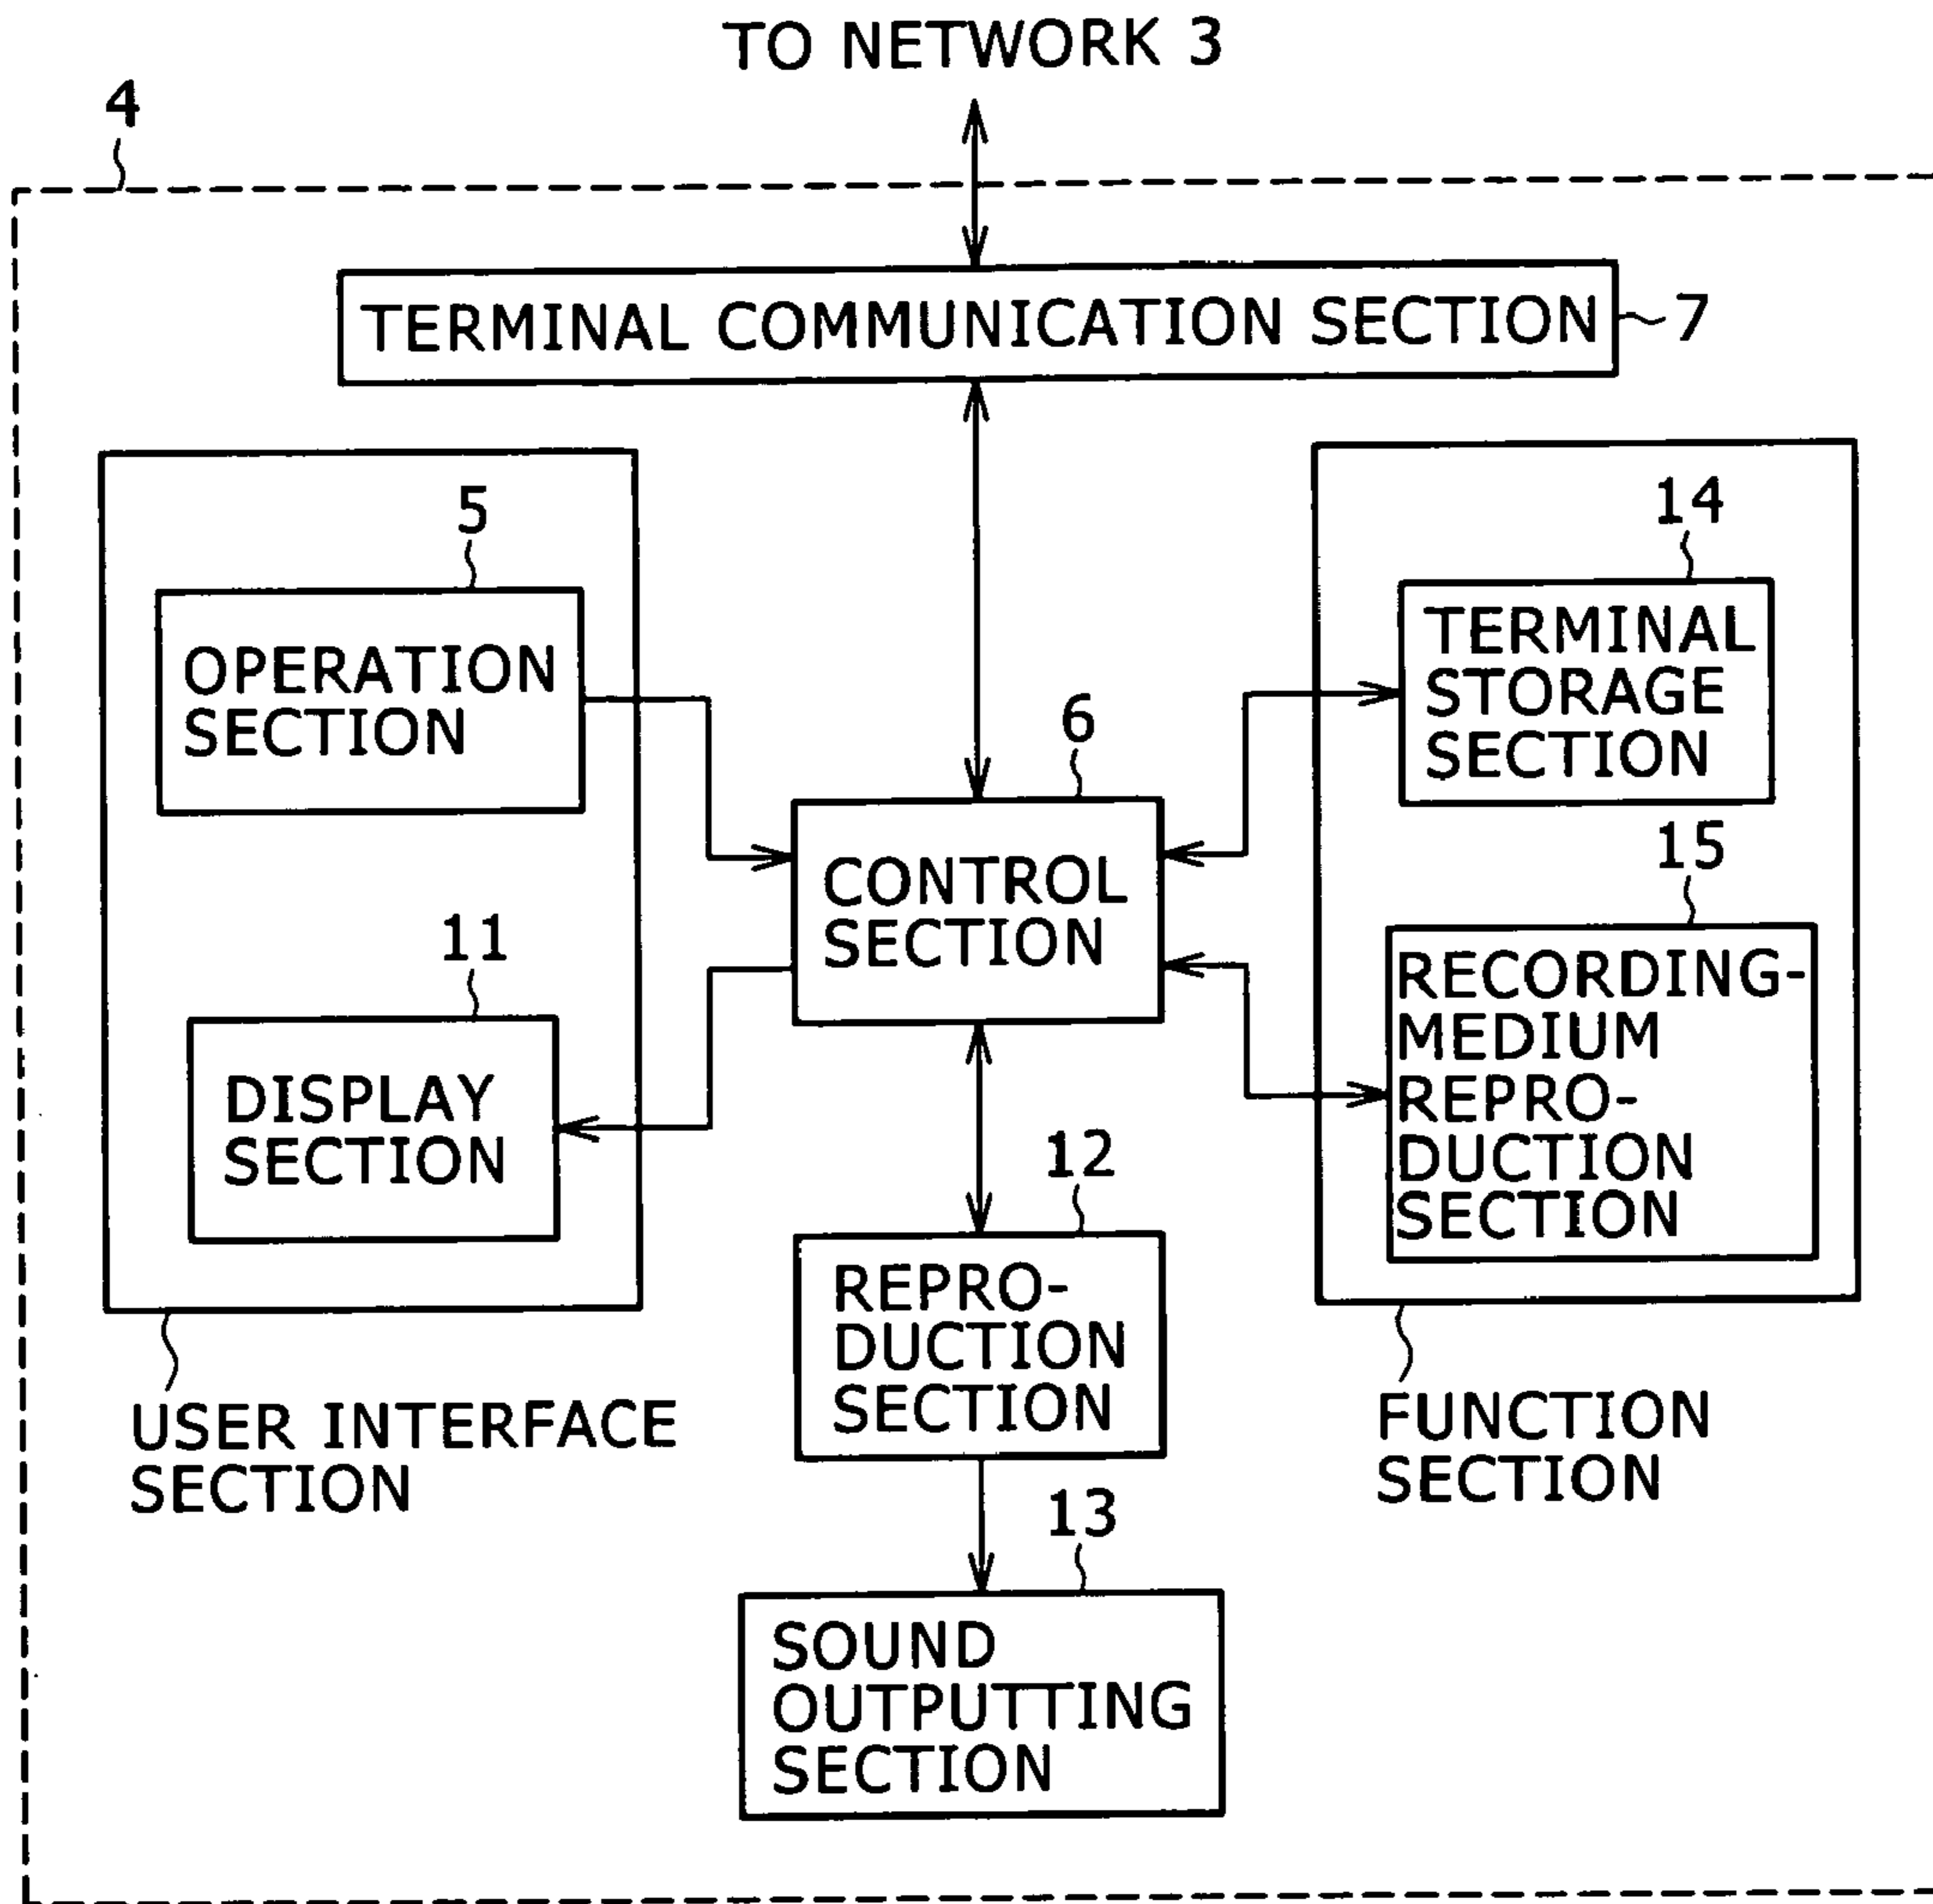 TO NETWORK 3
4
TERMINAL COMMUNICATION SECTION
7
5
OPERATION
SECTION
11
DISPLAY
SECTION
USER INTERFACE
SECTION
6
CONTROL
SECTION
12
REPRO-
DUCTION
SECTION
13
SOUND
OUTPUTTING
SECTION
14
TERMINAL
STORAGE
SECTION
15
RECORDING-
MEDIUM
REPRO-
DUCTION
SECTION
FUNCTION
SECTION